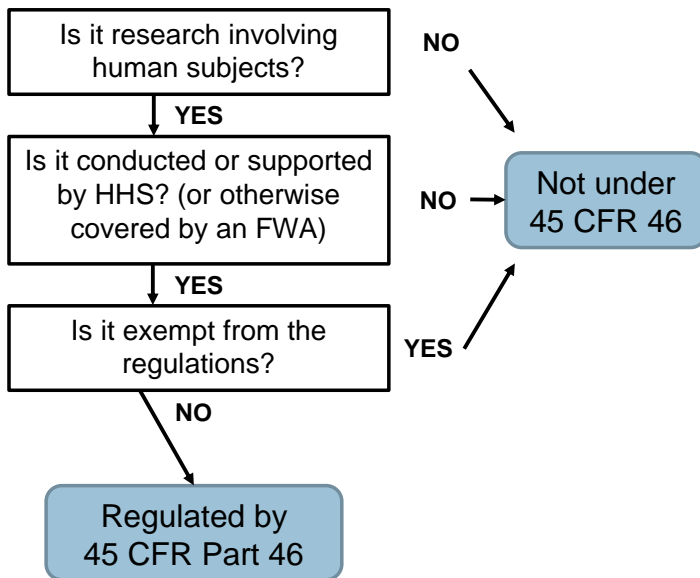 Is it research involving
human subjects?
NO
YES
Is it conducted or supported
by HHS? (or otherwise
covered by an FWA)
NO
Not under
45 CFR 46
YES
Is it exempt from the
regulations?
YES
NO
Regulated by
45 CFR Part 46